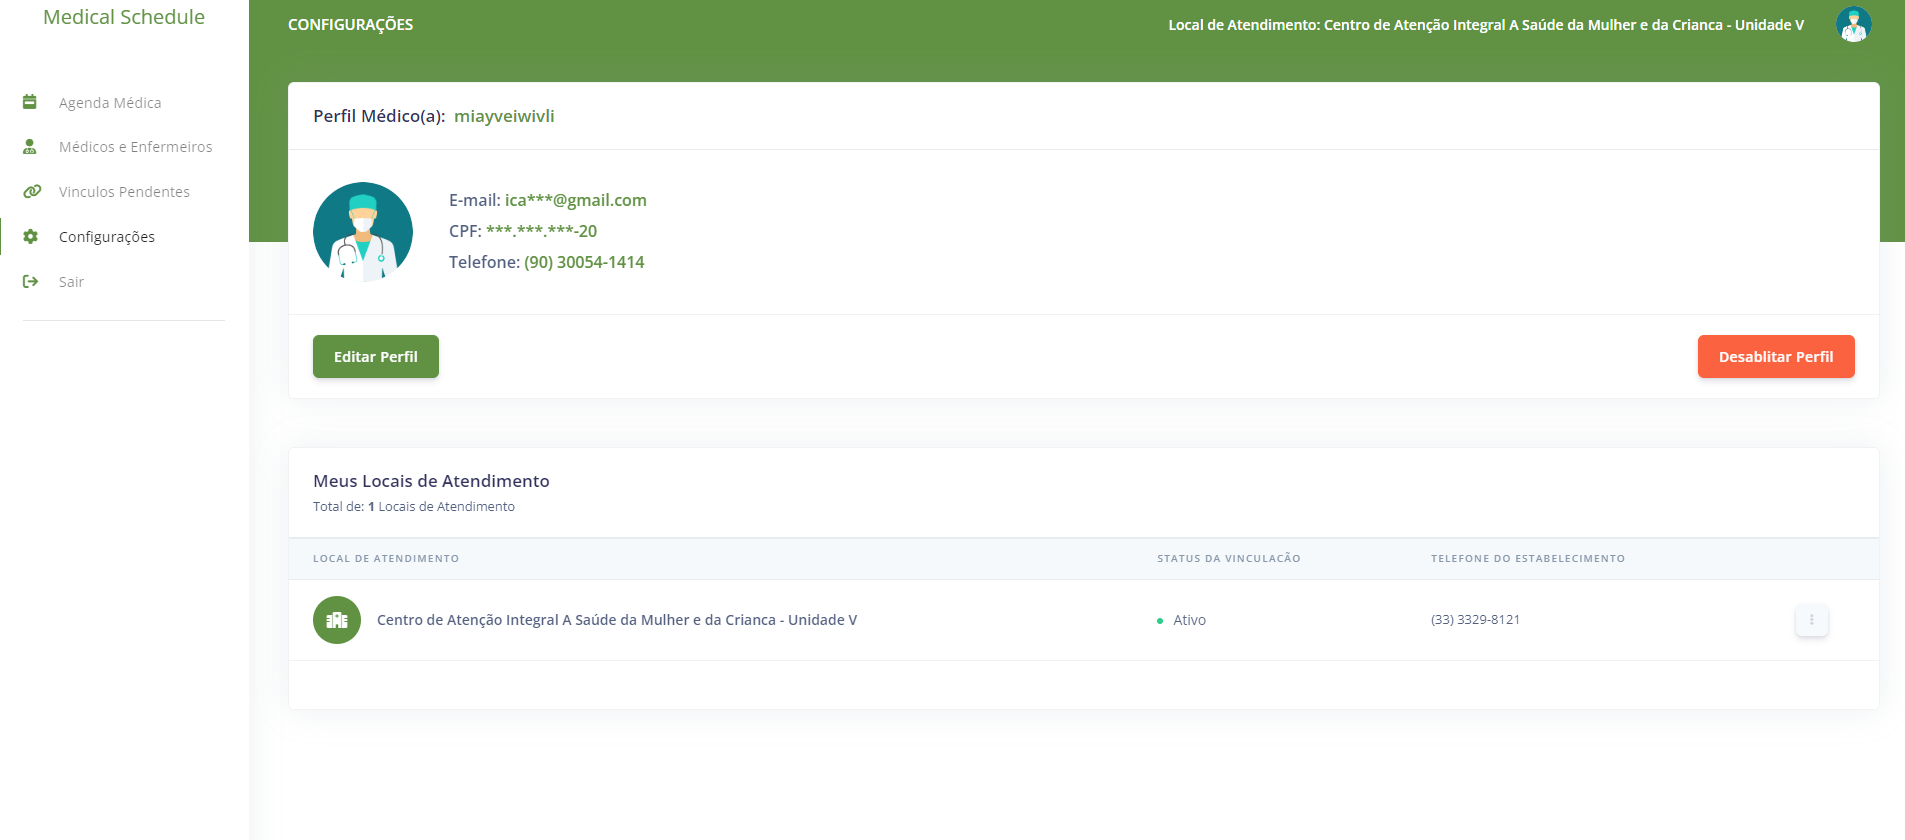 Medical Schedule
CONFIGURAÇÕES
Local de Atendimento: Centro de Atenção Integral A Saúde da Mulher e da Crianca - Unidade V
Agenda Médica
Médicos e Enfermeiros
Vinculos Pendentes
Configurações
Sair
Perfil Médico(a): miayveiwivli
E-mail: ica***@gmail.com
CPF: ***.***.***-20
Telefone: (90) 30054-1414
Editar Perfil
Desablitar Perfil
Meus Locais de Atendimento
Total de: 1 Locais de Atendimento
LOCAL DE ATENDIMENTO
STATUS DA VINCULACÃO
TELEFONE DO ESTABELECIMENTO
Centro de Atenção Integral A Saúde da Mulher e da Crianca - Unidade V
Ativo
(33) 3329-8121